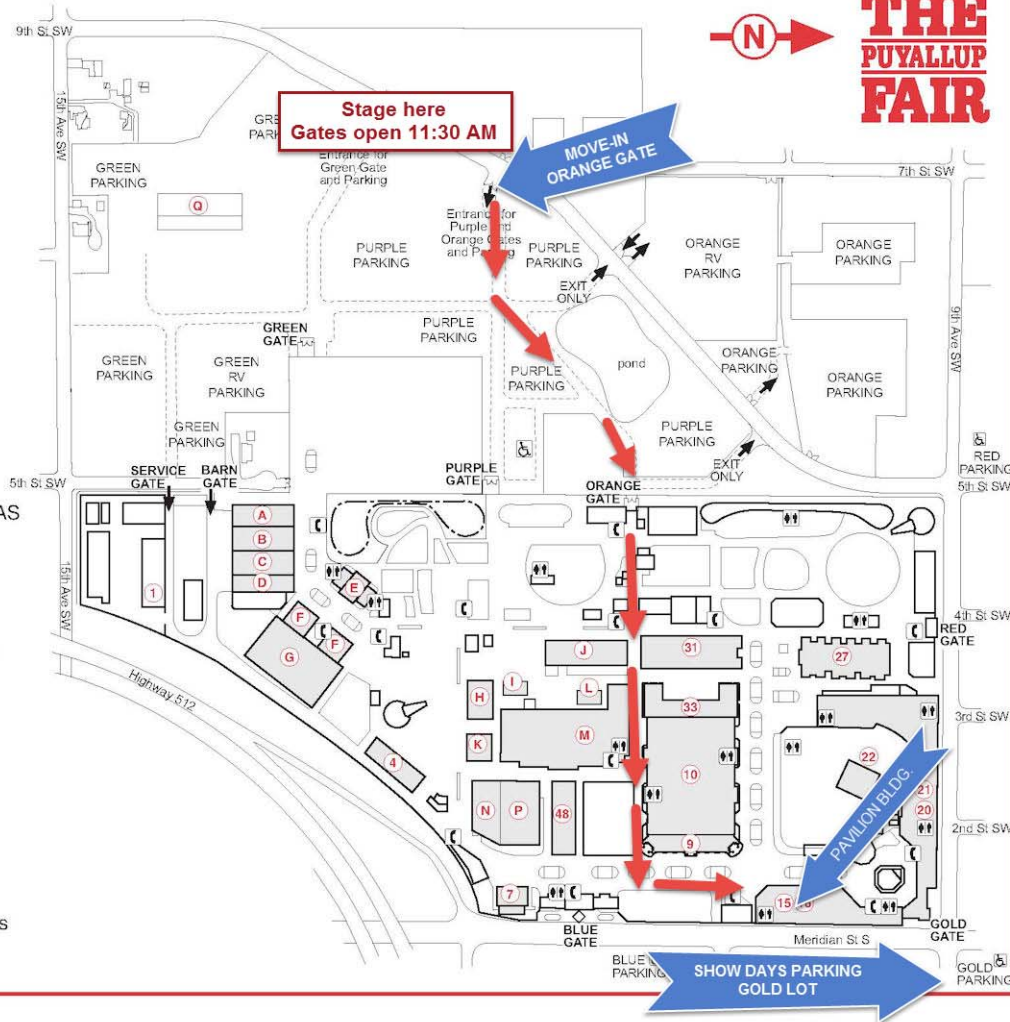 THE
PUYALLUP
FAIR
N
9th St SW
15th Ave SW
Stage here
Gates open 11:30 AM
MOVE-IN
ORANGE GATE
7th St SW
GREEN
PARKING
Q
Entrance for
Green Gate
and Parking
Entrance for
Purple and
Orange Gates
PURPLE
PARKING
PURPLE
PARKING
EXIT
ONLY
ORANGE
RV
PARKING
ORANGE
PARKING
9th Ave SW
GREEN
GATE
PURPLE
PARKING
GREEN
PARKING
GREEN
RV
PARKING
PURPLE
PARKING
pond
ORANGE
PARKING
ORANGE
PARKING
GREEN
PARKING
PURPLE
PARKING
EXIT
ONLY
RED
PARKING
5th St SW
SERVICE
GATE
BARN
GATE
PURPLE
GATE
ORANGE
GATE
5th St SW
AS
A
B
C
D
1
E
F
F
G
15th Ave SW
4th St SW
RED
GATE
J
31
27
Highway 512
H
I
L
33
3rd St SW
K
M
4
10
22
PAVILION BLDG.
21
20
N
P
48
9
2nd St SW
7
15
BLUE
GATE
Meridian St S
GOLD
GATE
s
BLUE
PARKING
SHOW DAYS PARKING
GOLD LOT
GOLD
PARKING